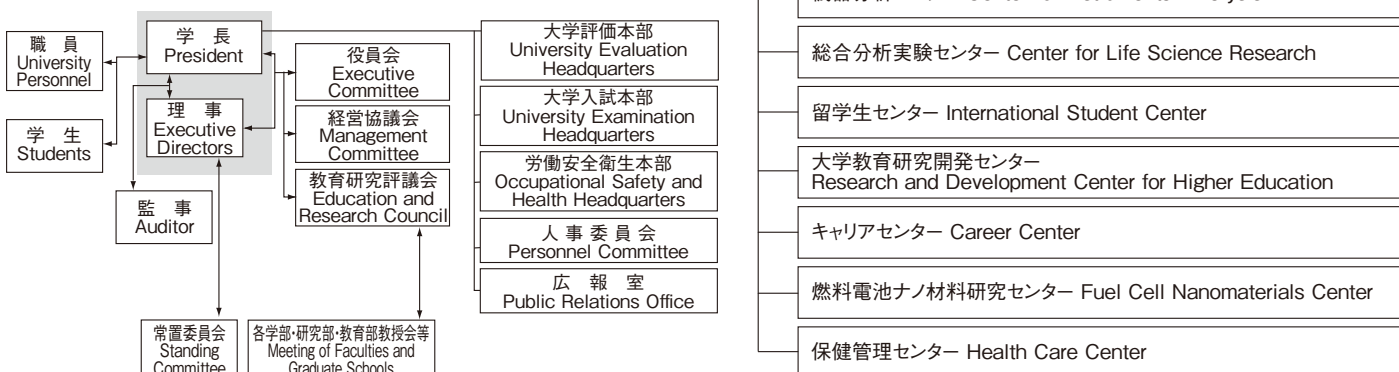 職 員
University
Personnel
学 生
Students
学 長
President
理 事
Executive
Directors
監 事
Auditor
役員会
Executive
Committee
経営協議会
Management
Committee
教育研究評議会
Education and
Research Council
常置委員会
Standing
Committee
各学部・研究部・教育部教授会等
Meeting of Faculties and
Graduate Schools
大学評価本部
University Evaluation
Headquarters
大学入試本部
University Examination
Headquarters
労働安全衛生本部
Occupational Safety and
Health Headquarters
人 事 委 員 会
Personnel Committee
広 報 室
Public Relations Office
総合分析実験センター Center for Life Science Research
留学生センター International Student Center
大学教育研究開発センター
Research and Development Center for Higher Education
キャリアセンター Career Center
燃料電池ナノ材料研究センター Fuel Cell Nanomaterials Center
保健管理センター Health Care Center